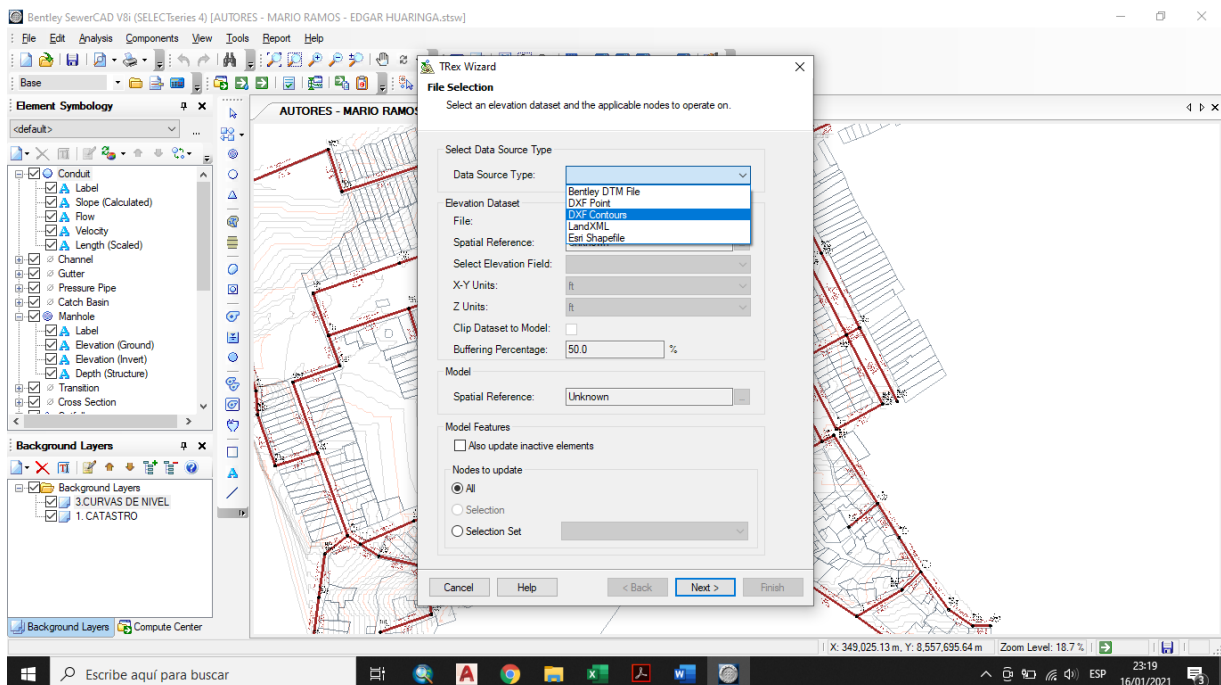 Bentley SewerCAD V8i (SELECTseries 4) [AUTORES - MARIO RAMOS - EDGAR HUARINGA.stsw]
File Edit Analysis Components View Tools Report Help
Base
Element Symbology
<default>
Conduit
Label
Slope (Calculated)
Flow
Velocity
Length (Scaled)
Channel
Gutter
Pressure Pipe
Catch Basin
Manhole
Label
Elevation (Ground)
Elevation (Invert)
Depth (Structure)
Transition
Cross Section
Background Layers
Background Layers
3.CURVAS DE NIVEL
1. CATASTRO
Background Layers Compute Center
AUTORES - MARIO RAMOS
TRex Wizard
File Selection
Select an elevation dataset and the applicable nodes to operate on.
Select Data Source Type
Data Source Type:
Bentley DTM File
DXF Point
DXF Contours
LandXML
Esri Shapefile
Elevation Dataset
File:
Spatial Reference:
Select Elevation Field:
X-Y Units: ft
Z Units: ft
Clip Dataset to Model:
Buffering Percentage: 50.0 %
Model
Spatial Reference: Unknown ...
Model Features
Also update inactive elements
Nodes to update
All
Selection
Selection Set
Cancel Help < Back Next > Finish
X: 349,025.13 m, Y: 8,557,695.64 m Zoom Level: 18.7 %
Escribe aquí para buscar
ESP
23:19
16/01/2021